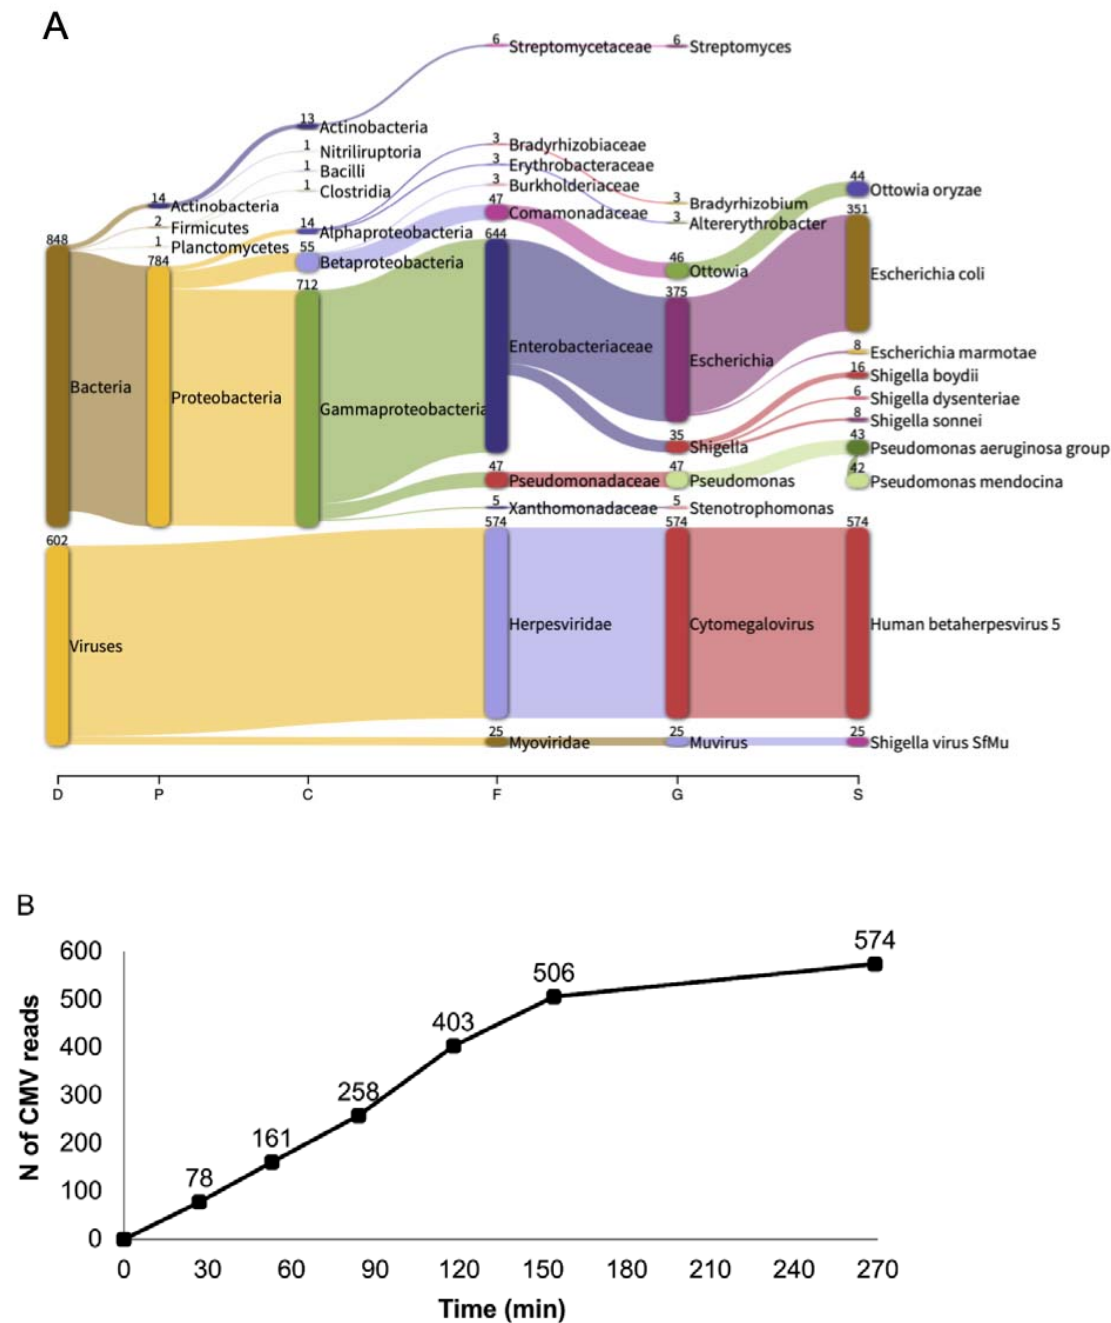 A
6 Streptomycetaceae 6 Streptomyces
13 Actinobacteria
1 Nitriliruptoria
1 Bacilli
1 Clostridia
3 Bradyrhizobiaceae
3 Erythrobacteraceae
3 Burkholderiaceae
47 Comamonadaceae
44 Ottowia oryzae
14 Actinobacteria
2 Firmicutes
1 Planctomycetes
14 Alphaproteobacteria
55 Betaproteobacteria
3 Bradyrhizobium
3 Altererythrobacter
46 Ottowia
848 Bacteria
784 Proteobacteria
712 Gammaproteobacteria
644 Enterobacteriaceae
375 Escherichia
351 Escherichia coli
8 Escherichia marmotae
16 Shigella boydii
6 Shigella dysenteriae
8 Shigella sonnei
35 Shigella
43 Pseudomonas aeruginosa group
47 Pseudomonadaceae 47 Pseudomonas 42 Pseudomonas mendocina
5 Xanthomonadaceae 5 Stenotrophomonas
602 Viruses
574 Herpesviridae 574 Cytomegalovirus 574 Human betaherpesvirus 5
25 Myoviridae 25 Muvirus 25 Shigella virus SfMu
D P C F G S
B
N of CMV reads
600
500
400
300
200
100
0
78
161
258
403
506
574
0 30 60 90 120 150 180 210 240 270
Time (min)